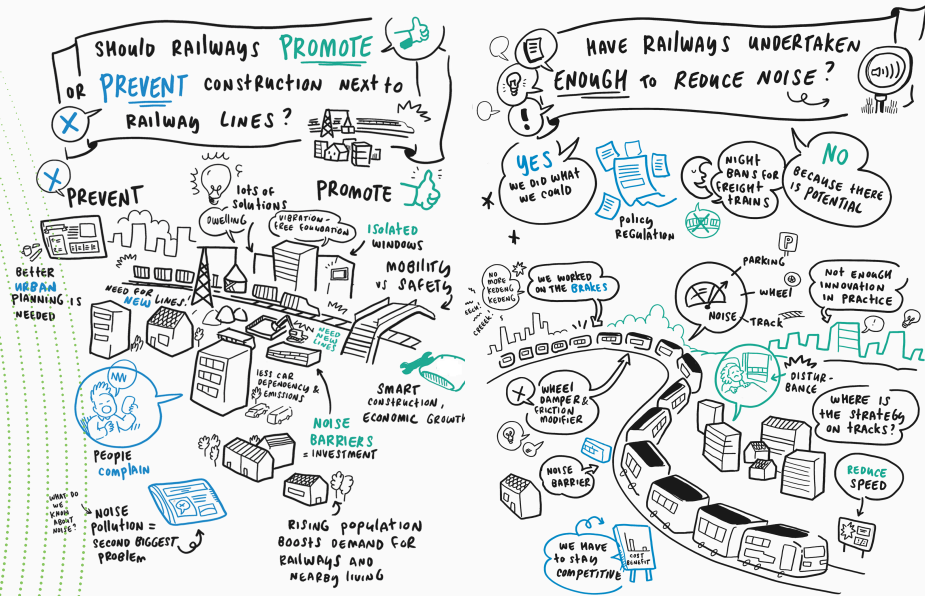 SHOULD RAILWAYS PROMOTE
OR PREVENT CONSTRUCTION NEXT TO
RAILWAY LINES?
PREVENT
lots of
solutions
PROMOTE
DWELLING
VIBRATION-
FREE FOUNDATION
ISOLATED
WINDOWS
MOBILITY
VS SAFETY
BETTER
URBAN
PLANNING IS
NEEDED
NEED FOR
NEW LINES!
NEED
NEW
LINES
LESS CAR
DEPENDENCY &
EMISSIONS
SMART
CONSTRUCTION,
ECONOMIC GROWTH
NOISE
BARRIERS
= INVESTMENT
PEOPLE
COMPLAIN
WHAT DO
WE
KNOW
ABOUT
NOISE?
NOISE
POLLUTION =
SECOND BIGGEST
PROBLEM
RISING POPULATION
BOOSTS DEMAND FOR
RAILWAYS AND
NEARBY LIVING
HAVE RAILWAYS UNDERTAKEN
ENOUGH TO REDUCE NOISE?
YES
WE DID WHAT
WE COULD
POLICY
REGULATION
NIGHT
BANS FOR
FREIGHT
TRAINS
NO
BECAUSE THERE
IS POTENTIAL
NO
MORE
KEDENG
KEDENG
WE WORKED
ON THE BRAKES
P
PARKING
WHEEL
NOISE
TRACK
NOT ENOUGH
INNOVATION
IN PRACTICE
WHEEL
DAMPER &
FRICTION
MODIFIER
DISTUR-
BANCE
WHERE IS
THE STRATEGY
ON TRACKS?
NOISE
BARRIER
REDUCE
SPEED
WE HAVE
TO STAY
COMPETITIVE
COST
BENEFIT